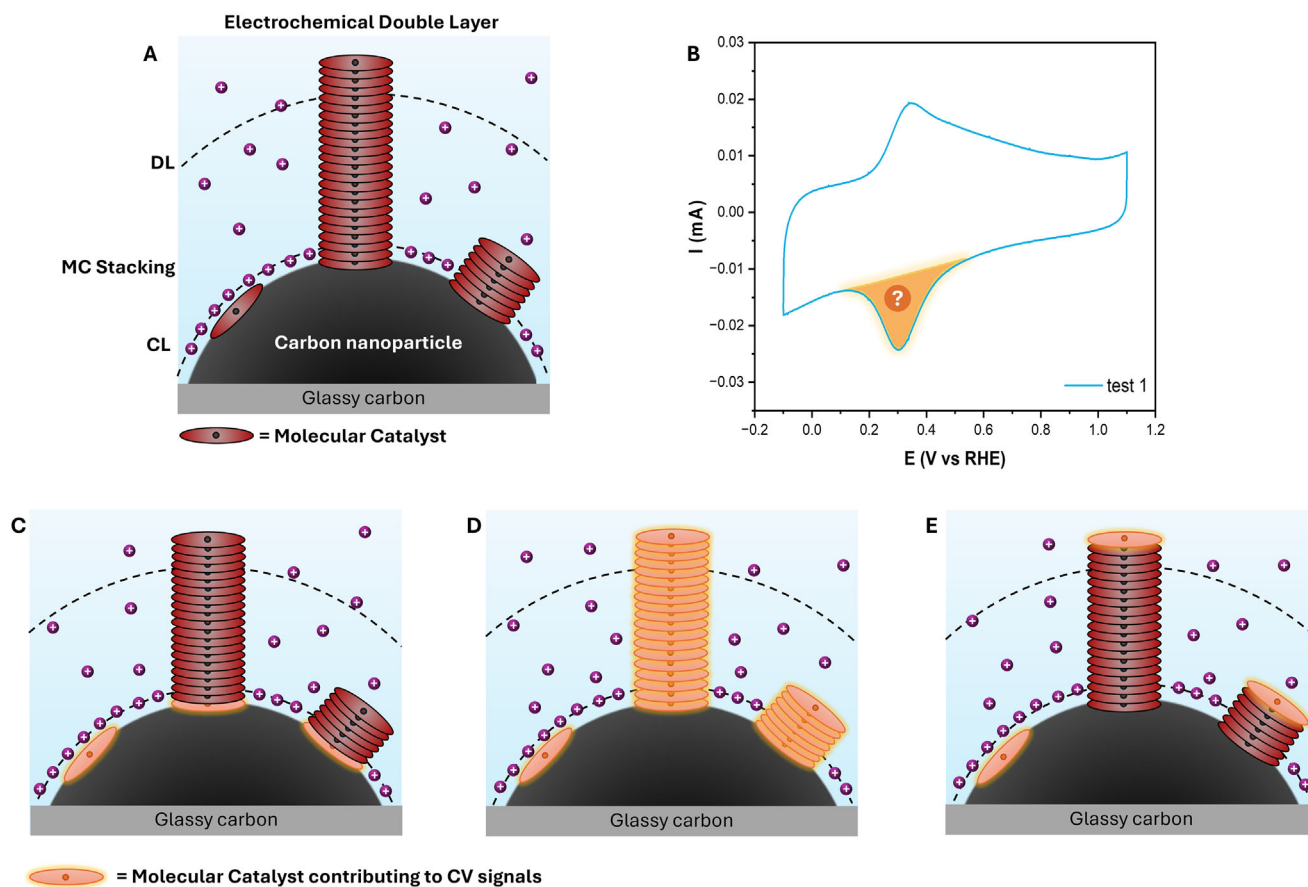 Electrochemical Double Layer
A
DL
MC Stacking
CL
Carbon nanoparticle
Glassy carbon
= Molecular Catalyst
B
0.03
0.02
0.01
0.00
−0.01
−0.02
−0.03
I (mA)
?
test 1
−0.2 0.0 0.2 0.4 0.6 0.8 1.0 1.2
E (V vs RHE)
C
Glassy carbon
D
Glassy carbon
E
Glassy carbon
= Molecular Catalyst contributing to CV signals